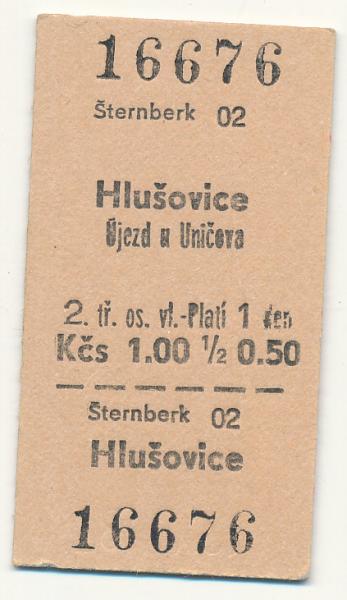 16676
Šternberk 02
Hlušovice
Újezd u Uničova
2. tř. os. vl.-Platí 1 den
Kčs 1.00 ½ 0.50
Šternberk 02
Hlušovice
16676